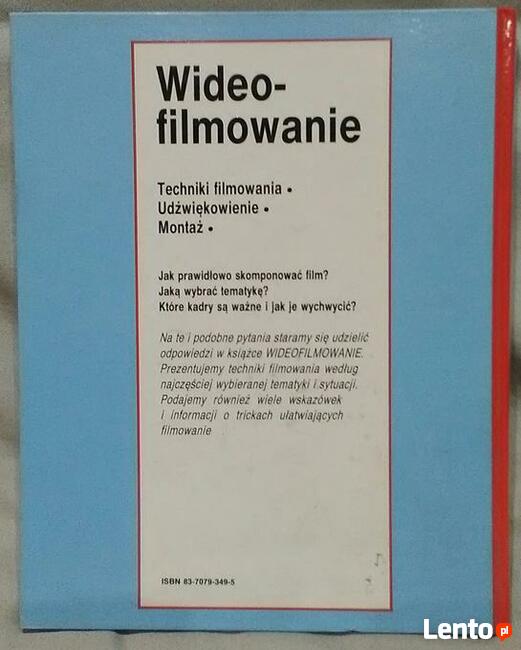 Wideo-
filmowanie
Techniki filmowania •
Udźwiękowienie •
Montaż •
Jak prawidłowo skomponować film?
Jaką wybrać tematykę?
Które kadry są ważne i jak je wychwycić?
Na te i podobne pytania staramy się udzielić
odpowiedzi w książce WIDEOFILMOWANIE.
Prezentujemy techniki filmowania według
najczęściej wybieranej tematyki i sytuacji.
Podajemy również wiele wskazówek
i informacji o trickach ułatwiających
filmowanie
ISBN 83-7079-349-5
Lento.pl